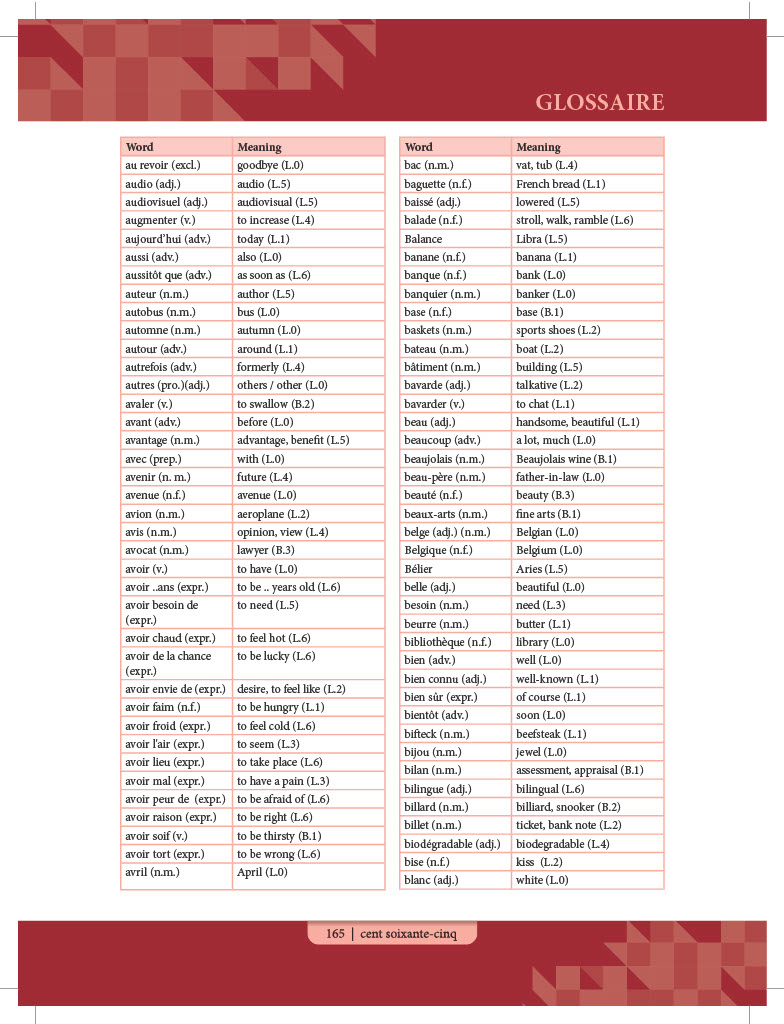 GLOSSAIRE
Word Meaning
au revoir (excl.) goodbye (L.0)
audio (adj.) audio (L.5)
audiovisuel (adj.) audiovisual (L.5)
augmenter (v.) to increase (L.4)
aujourd'hui (adv) today (L.1)
aussi (adv.) also (L.0)
aussitôt que (adv.) as soon as (L.6)
auteur (n.m.) author (L.5)
autobus (n.m.) bus (L.0)
automne (n.m.) autumn (L.0)
autour (adv.) around (L.1)
autrefois (adv.) formerly (L.4)
autres (pro.)(adj.) others / other (L.0)
avaler (v.) to swallow (B.2)
avant (adv.) before (L.0)
avantage (n.m.) advantage, benefit (L.5)
avec (prep.) with (L.0)
avenir (n. m.) future (L.4)
avenue (n.f.) avenue (L.0)
avion (n.m.) aeroplane (L.2)
avis (n.m.) opinion, view (L.4)
avocat (n.m.) lawyer (B.3)
avoir (v.) to have (L.0)
avoir ..ans (expr.) to be .. years old (L.6)
avoir besoin de to need (L.5)
(expr.)
avoir chaud (expr.) to feel hot (L.6)
avoir de la chance to be lucky (L.6)
(expr.)
avoir envie de (expr.) desire, to feel like (L.2)
avoir faim (n.f.) to be hungry (L.1)
avoir froid (expr.) to feel cold (L.6)
avoir l'air (expr.) to seem (L.3)
avoir lieu (expr.) to take place (L.6)
avoir mal (expr.) to have a pain (L.3)
avoir peur de (expr.) to be afraid of (L.6)
avoir raison (expr.) to be right (L.6)
avoir soif (v.) to be thirsty (B.1)
avoir tort (expr.) to be wrong (L.6)
avril (n.m.) April (L.0)
Word Meaning
bac (n.m.) vat, tub (L.4)
baguette (n.f.) French bread (L.1)
baissé (adj.) lowered (L.5)
balade (n.f.) stroll, walk, ramble (L.6)
Balance Libra (L.5)
banane (n.f.) banana (L.1)
banque (n.f.) bank (L.0)
banquier (n.m.) banker (L.0)
base (n.f.) base (B.1)
baskets (n.m.) sports shoes (L.2)
bateau (n.m.) boat (L.2)
bâtiment (n.m.) building (L.5)
bavarde (adj.) talkative (L.2)
bavarder (v.) to chat (L.1)
beau (adj.) handsome, beautiful (L.1)
beaucoup (adv.) a lot, much (L.0)
beaujolais (n.m.) Beaujolais wine (B.1)
beau-père (n.m.) father-in-law (L.0)
beauté (n.f.) beauty (B.3)
beaux-arts (n.m.) fine arts (B.1)
belge (adj.) (n.m.) Belgian (L.0)
Belgique (n.f.) Belgium (L.0)
Bélier Aries (L.5)
belle (adj.) beautiful (L.0)
besoin (n.m.) need (L.3)
beurre (n.m.) butter (L.1)
bibliothèque (n.f.) library (L.0)
bien (adv.) well (L.0)
bien connu (adj.) well-known (L.1)
bien sûr (expr.) of course (L.1)
bientôt (adv.) soon (L.0)
bifteck (n.m.) beefsteak (L.1)
bijou (n.m.) jewel (L.0)
bilan (n.m.) assessment, appraisal (B.1)
bilingue (adj.) bilingual (L.6)
billard (n.m.) billiard, snooker (B.2)
billet (n.m.) ticket, bank note (L.2)
biodégradable (adj.) biodegradable (L.4)
bise (n.f.) kiss (L.2)
blanc (adj.) white (L.0)
165 | cent soixante-cinq